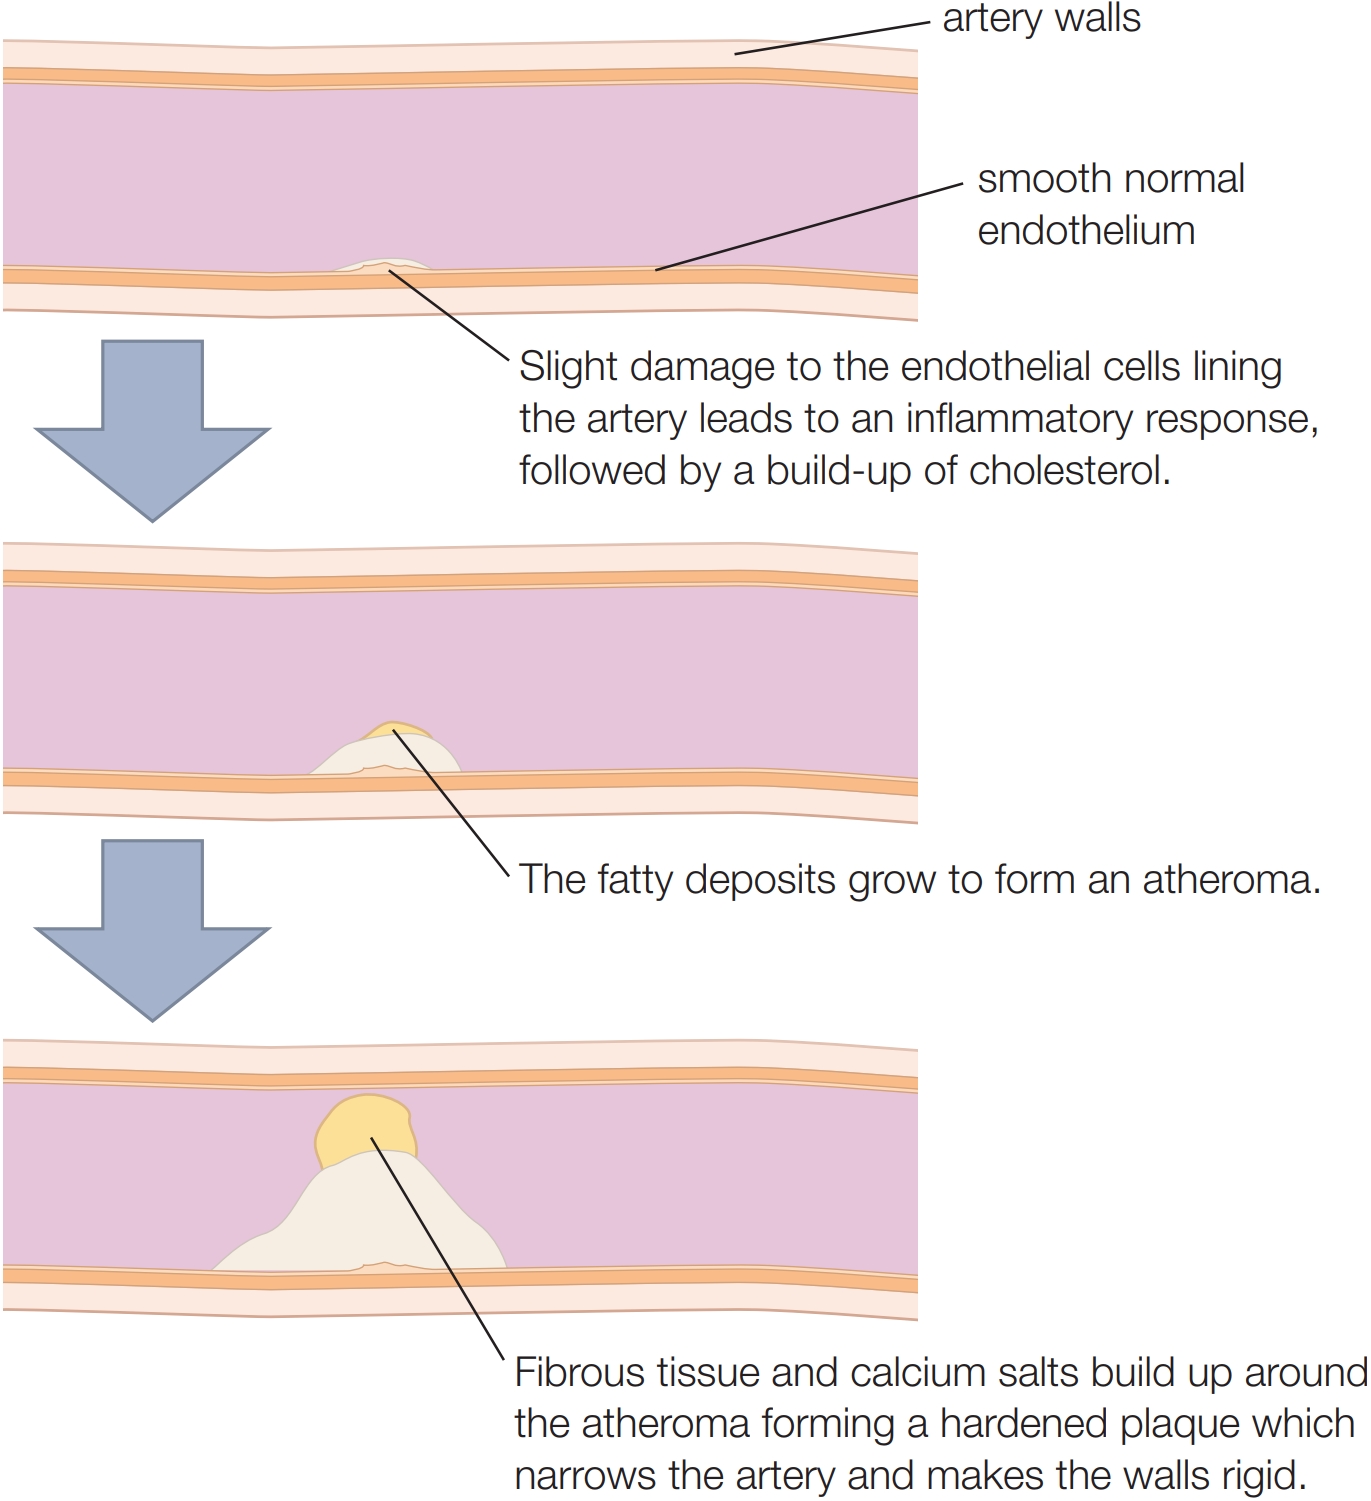 artery walls
smooth normal
endothelium
Slight damage to the endothelial cells lining
the artery leads to an inflammatory response,
followed by a build-up of cholesterol.
The fatty deposits grow to form an atheroma.
Fibrous tissue and calcium salts build up around
the atheroma forming a hardened plaque which
narrows the artery and makes the walls rigid.